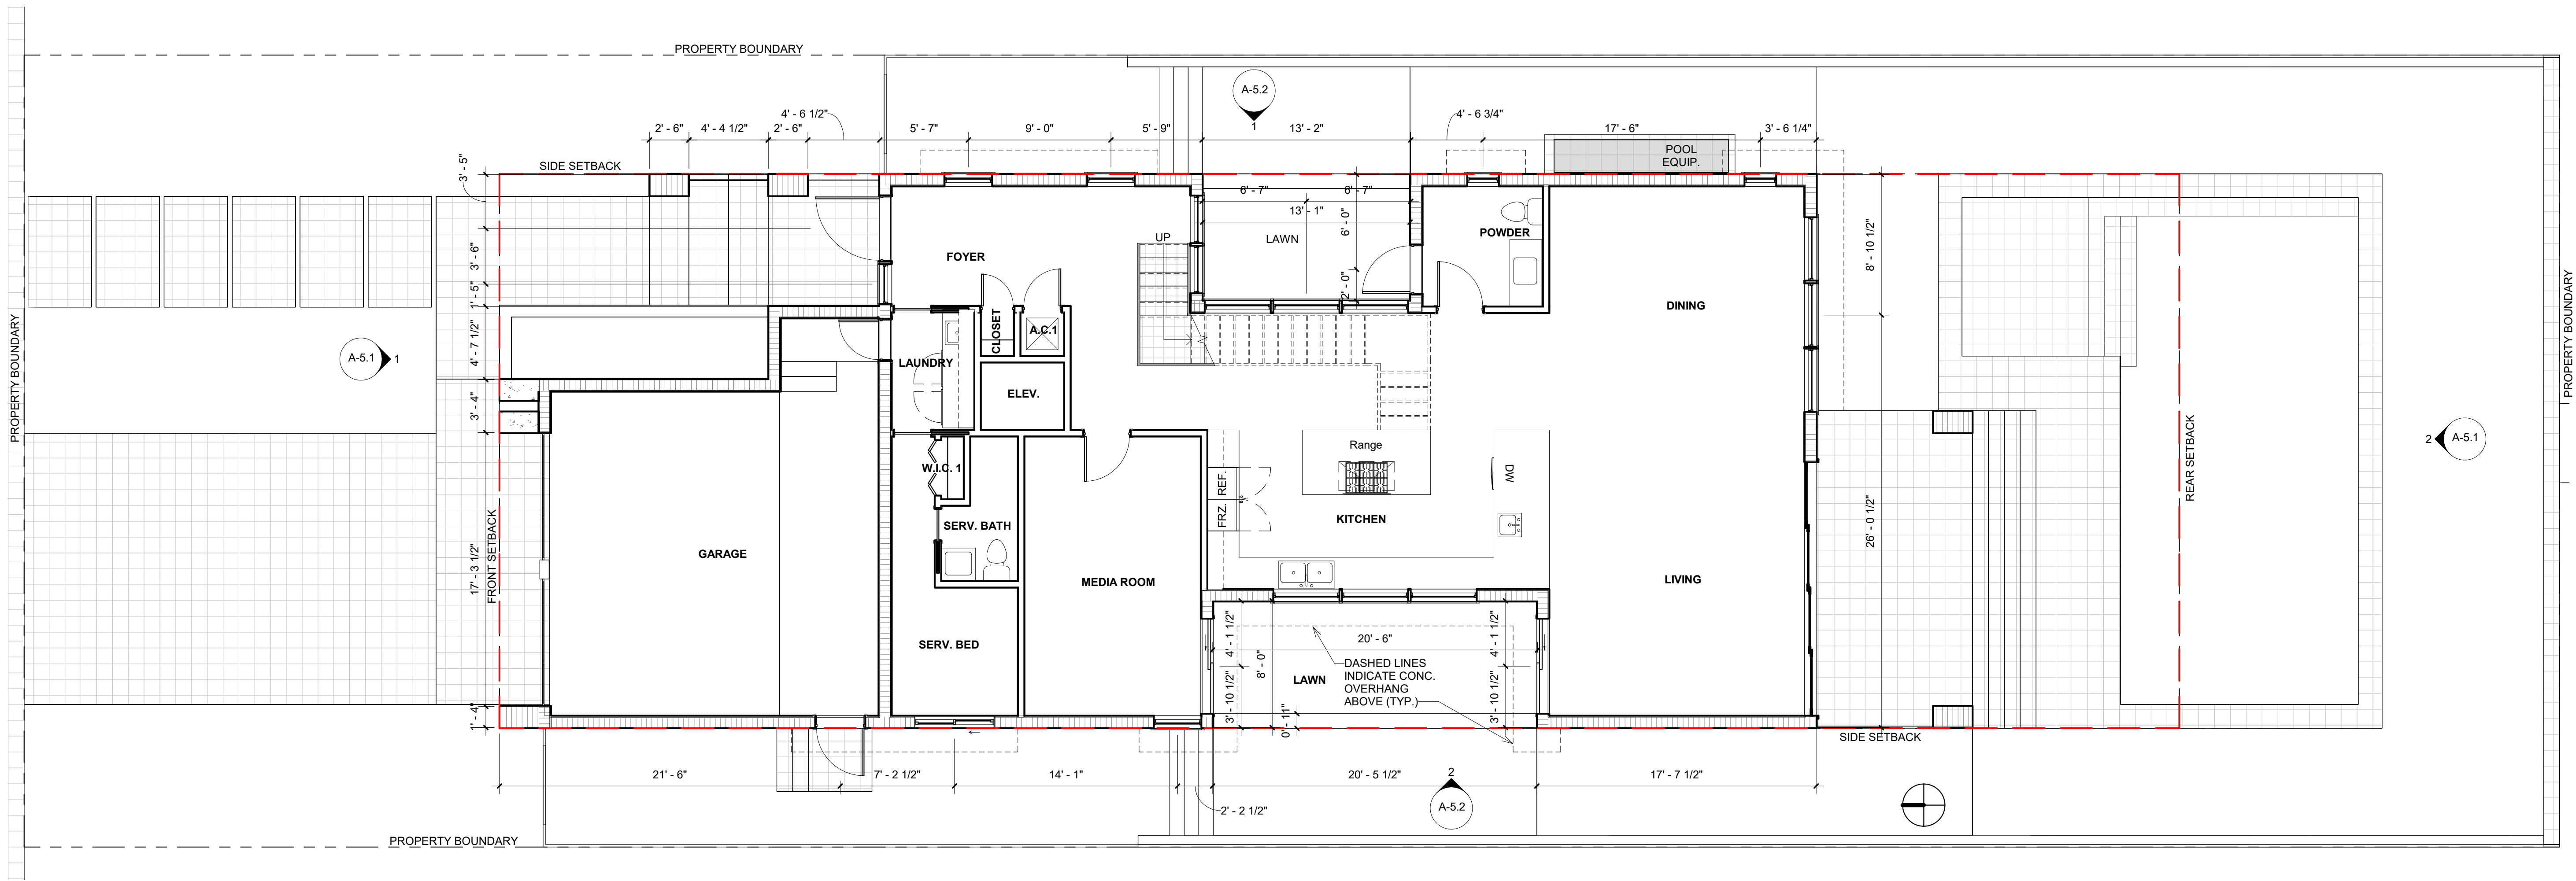 PROPERTY BOUNDARY
A-5.2
1
4' - 6 1/2"
4' - 6 3/4"
2' - 6"
4' - 4 1/2"
2' - 6"
5' - 7"
9' - 0"
5' - 9"
13' - 2"
17' - 6"
3' - 6 1/4"
POOL
EQUIP.
SIDE SETBACK
3' - 5"
6' - 7"
6' - 7"
13' - 1"
6' - 0"
2' - 0"
LAWN
UP
POWDER
FOYER
3' - 6"
1' - 5"
8' - 10 1/2"
DINING
PROPERTY BOUNDARY
PROPERTY BOUNDARY
A-5.1
1
4' - 7 1/2"
LAUNDRY
CLOSET
A.C.1
ELEV.
3' - 4"
Range
REF.
FRZ.
DW
W.I.C. 1
SERV. BATH
KITCHEN
REAR SETBACK
2
A-5.1
FRONT SETBACK
17' - 3 1/2"
GARAGE
26' - 0 1/2"
MEDIA ROOM
LIVING
SERV. BED
4' - 1 1/2"
3' - 10 1/2"
8' - 0"
0' - 11"
20' - 6"
4' - 1 1/2"
3' - 10 1/2"
LAWN
DASHED LINES
INDICATE CONC.
OVERHANG
ABOVE (TYP.)
1' - 4"
SIDE SETBACK
21' - 6"
7' - 2 1/2"
14' - 1"
20' - 5 1/2"
17' - 7 1/2"
2' - 2 1/2"
2
A-5.2
PROPERTY BOUNDARY